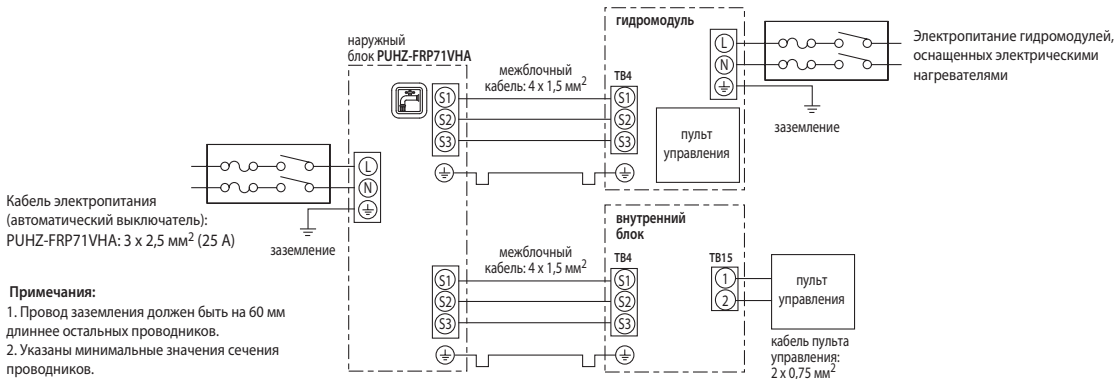 наружный
блок PUHZ-FRP71VHA
межблочный
кабель: 4 x 1,5 мм²
S1
S2
S3
L
N
Кабель электропитания
(автоматический выключатель):
PUHZ-FRP71VHA: 3 x 2,5 мм² (25 А)
заземление
гидромодуль
TB4
S1
S2
S3
L
N
пульт
управления
заземление
Электропитание гидромодулей,
оснащенных электрическими
нагревателями
Примечания:
1. Провод заземления должен быть на 60 мм
длиннее остальных проводников.
2. Указаны минимальные значения сечения
проводников.
межблочный
кабель: 4 x 1,5 мм²
S1
S2
S3
внутренний
блок
TB4
S1
S2
S3
TB15
1
2
пульт
управления
кабель пульта
управления:
2 x 0,75 мм²